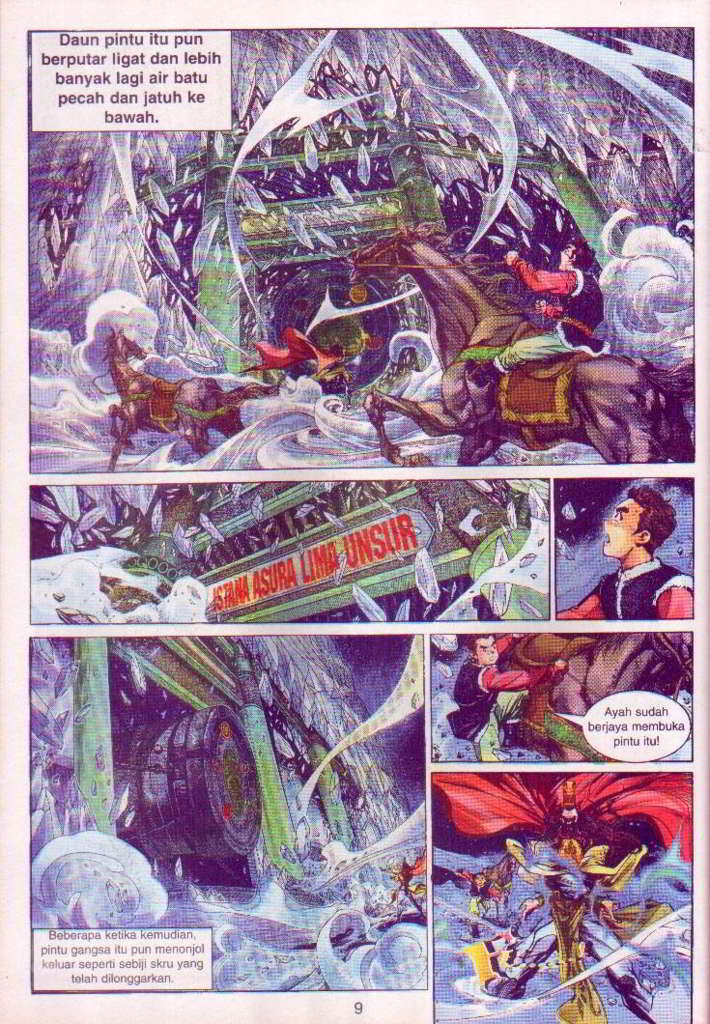 Daun pintu itu pun
berputar ligat dan lebih
banyak lagi air batu
pecah dan jatuh ke
bawah.
ISTANA ASURA LIMA UNSUR
Ayah sudah
berjaya membuka
pintu itu!
Beberapa ketika kemudian,
pintu gangsa itu pun menonjol
keluar seperti sebiji skru yang
telah dilonggarkan.
9